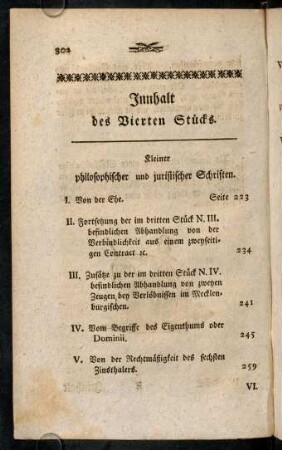 302
Innhalt
des Vierten Stücks.
Kleiner
philosophischer und juristischer Schriften.
I. Von der Ehe. Seite 223
II. Fortsetzung der im dritten Stück N. III.
befindlichen Abhandlung von der
Verbindlichkeit aus einem zweyseiti-
gen Contract ꝛc. 234
III. Zusätze zu der im dritten Stück N. IV.
befindlichen Abhandlung von zweyen
Zeugen bey Verlöbnissen im Mecklen-
burgischen. 241
IV. Vom Begriffe des Eigenthums oder
Dominii. 245
V. Von der Rechtmäßigkeit des sechsten
Zinsthalers. 259
VI.